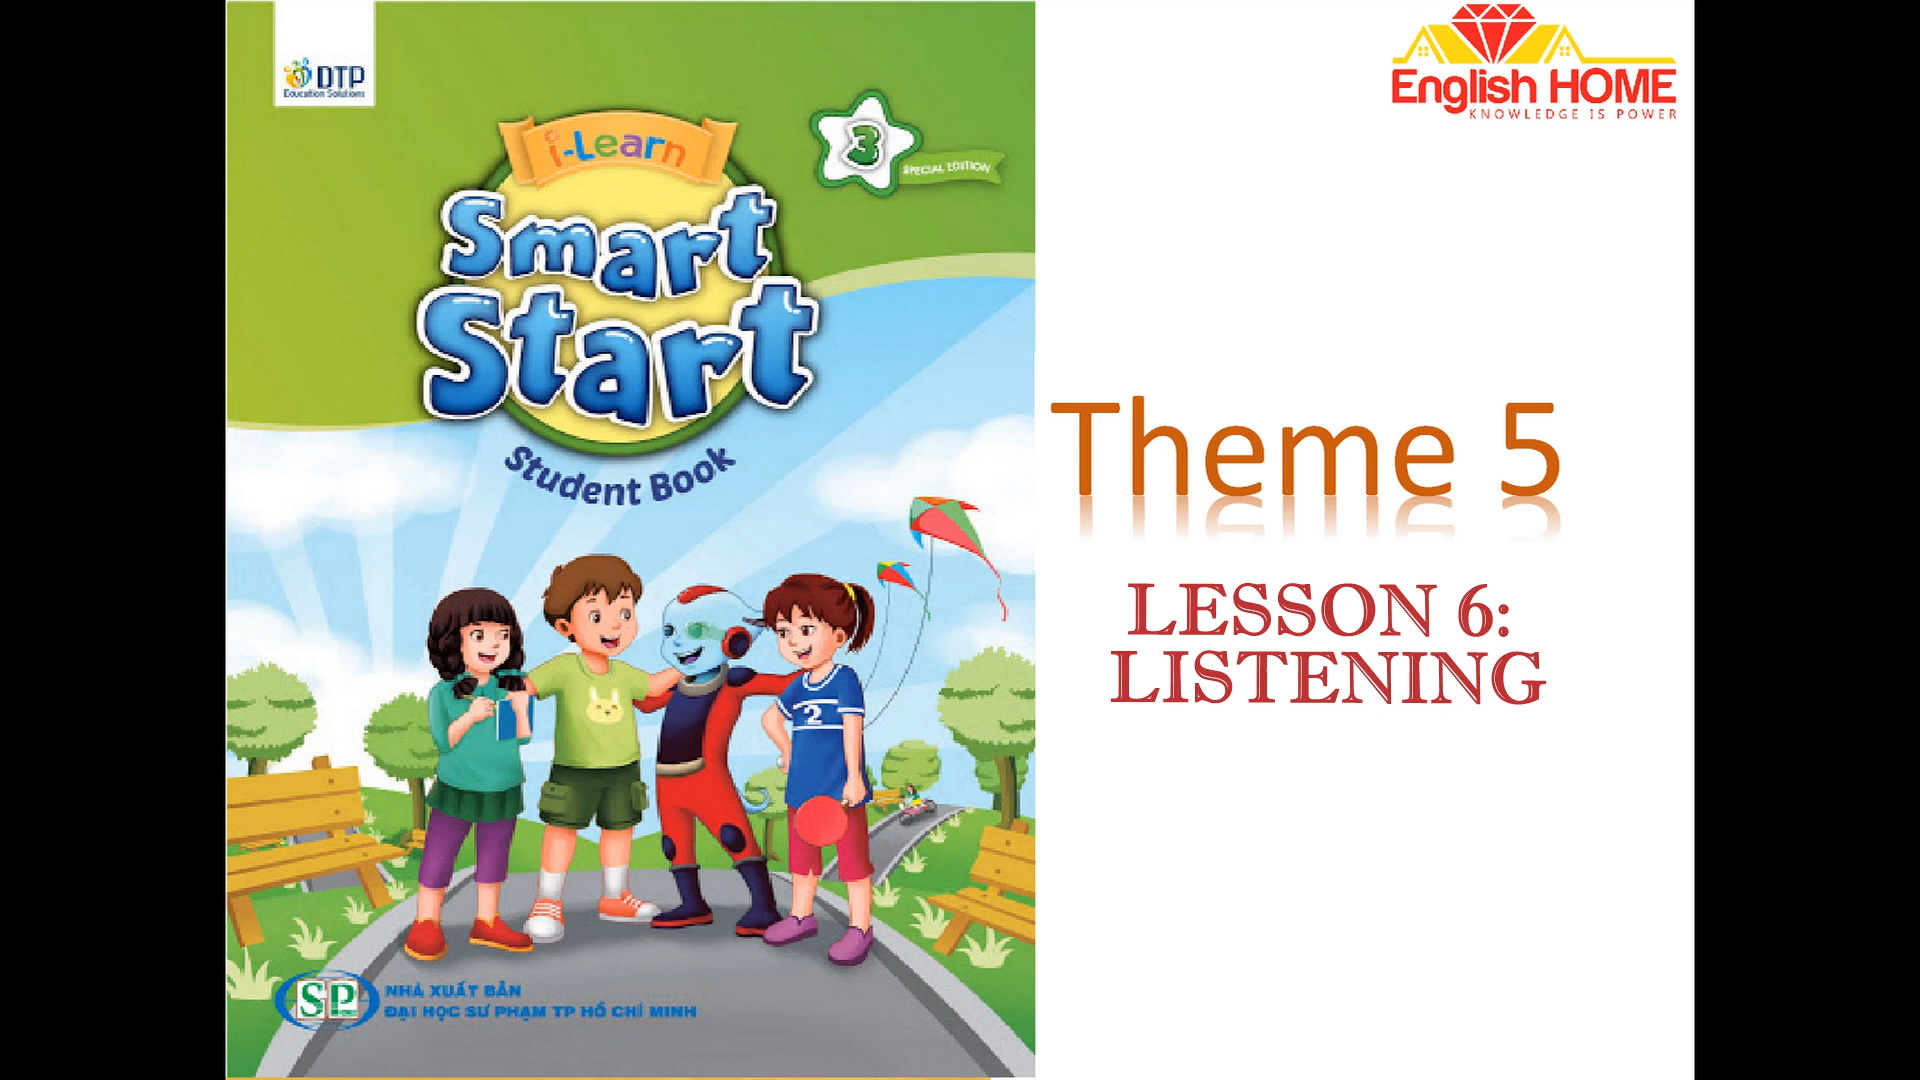 DTP
Education Solutions
i-Learn
Smart
Start
Student Book
3
SPECIAL EDITION
2
SP
NHÀ XUẤT BẢN
ĐẠI HỌC SƯ PHẠM TP HỒ CHÍ MINH
English HOME
KNOWLEDGE IS POWER
Theme 5
LESSON 6:
LISTENING